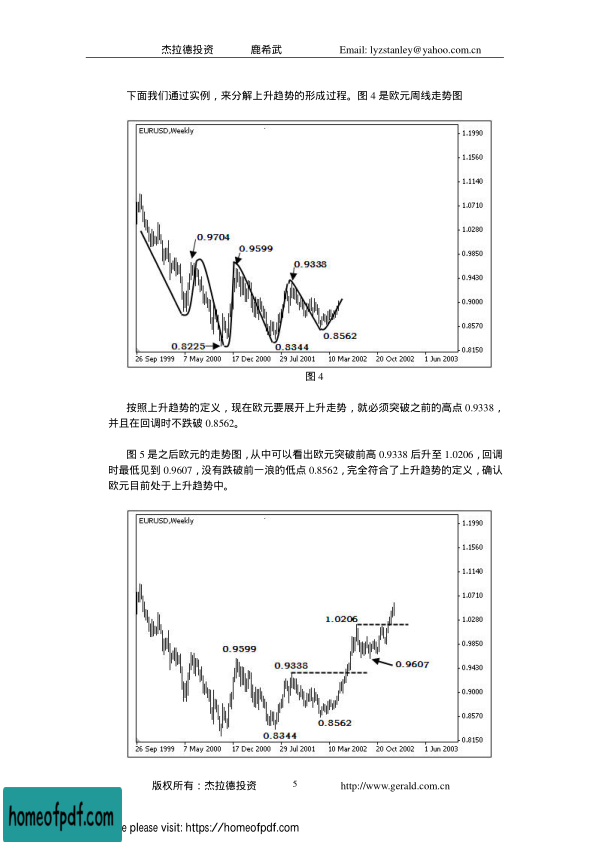 杰拉德投资 鹿希武 Email: lyzstanley@yahoo.com.cn
下面我们通过实例，来分解上升趋势的形成过程。图 4 是欧元周线走势图
EURUSD,Weekly
1.1990
1.1560
1.1140
1.0710
1.0280
0.9850
0.9430
0.9000
0.8570
0.8150
0.9704
0.9599
0.9338
0.8562
0.8225
0.8344
26 Sep 1999 7 May 2000 17 Dec 2000 29 Jul 2001 10 Mar 2002 20 Oct 2002 1 Jun 2003
图 4
按照上升趋势的定义，现在欧元要展开上升走势，就必须突破之前的高点 0.9338，
并且在回调时不跌破 0.8562。
图 5 是之后欧元的走势图，从中可以看出欧元突破前高 0.9338 后升至 1.0206，回调
时最低见到 0.9607，没有跌破前一浪的低点 0.8562，完全符合了上升趋势的定义，确认
欧元目前处于上升趋势中。
EURUSD,Weekly
1.1990
1.1560
1.1140
1.0710
1.0280
0.9850
0.9430
0.9000
0.8570
0.8150
1.0206
0.9599
0.9338
0.9607
0.8562
0.8344
26 Sep 1999 7 May 2000 17 Dec 2000 29 Jul 2001 10 Mar 2002 20 Oct 2002 1 Jun 2003
版权所有：杰拉德投资 5 http://www.gerald.com.cn
homeofpdf.com
please visit: https://homeofpdf.com